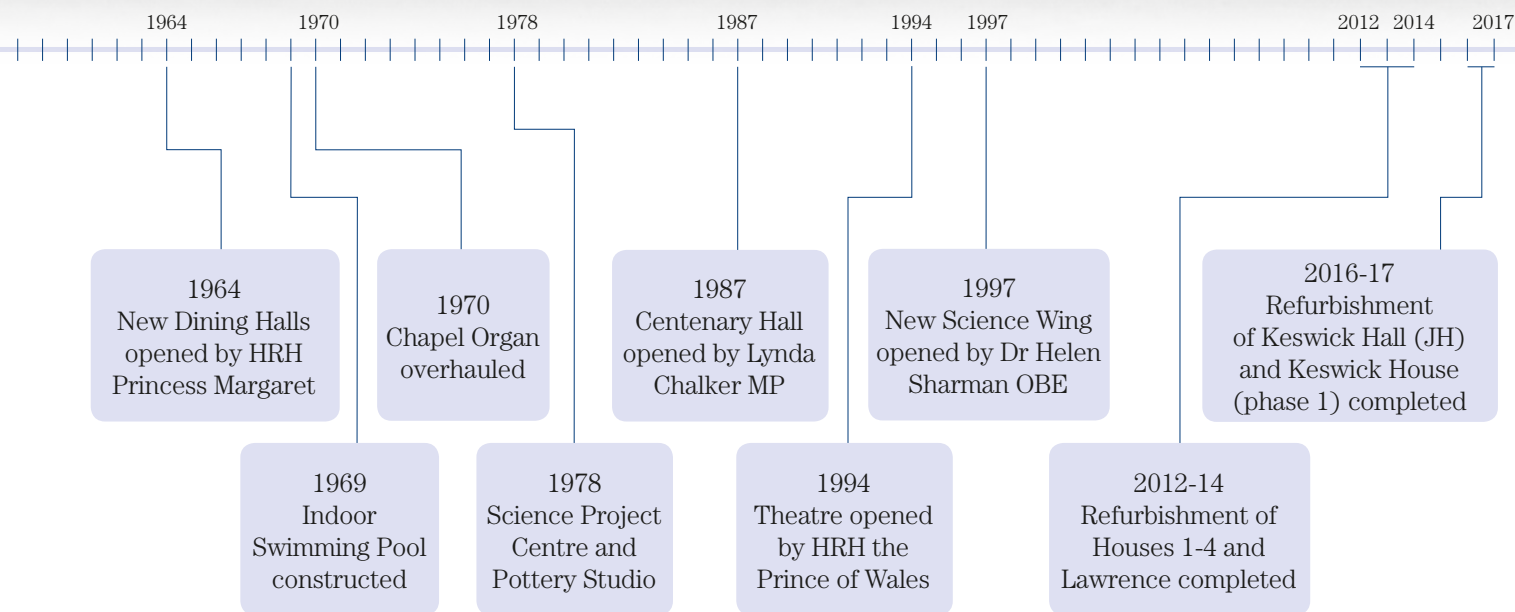 1964 1970 1978 1987 1994 1997 2012 2014 2017
1964
New Dining Halls
opened by HRH
Princess Margaret
1970
Chapel Organ
overhauled
1987
Centenary Hall
opened by Lynda
Chalker MP
1997
New Science Wing
opened by Dr Helen
Sharman OBE
2016-17
Refurbishment
of Keswick Hall (JH)
and Keswick House
(phase 1) completed
1969
Indoor
Swimming Pool
constructed
1978
Science Project
Centre and
Pottery Studio
1994
Theatre opened
by HRH the
Prince of Wales
2012-14
Refurbishment of
Houses 1-4 and
Lawrence completed